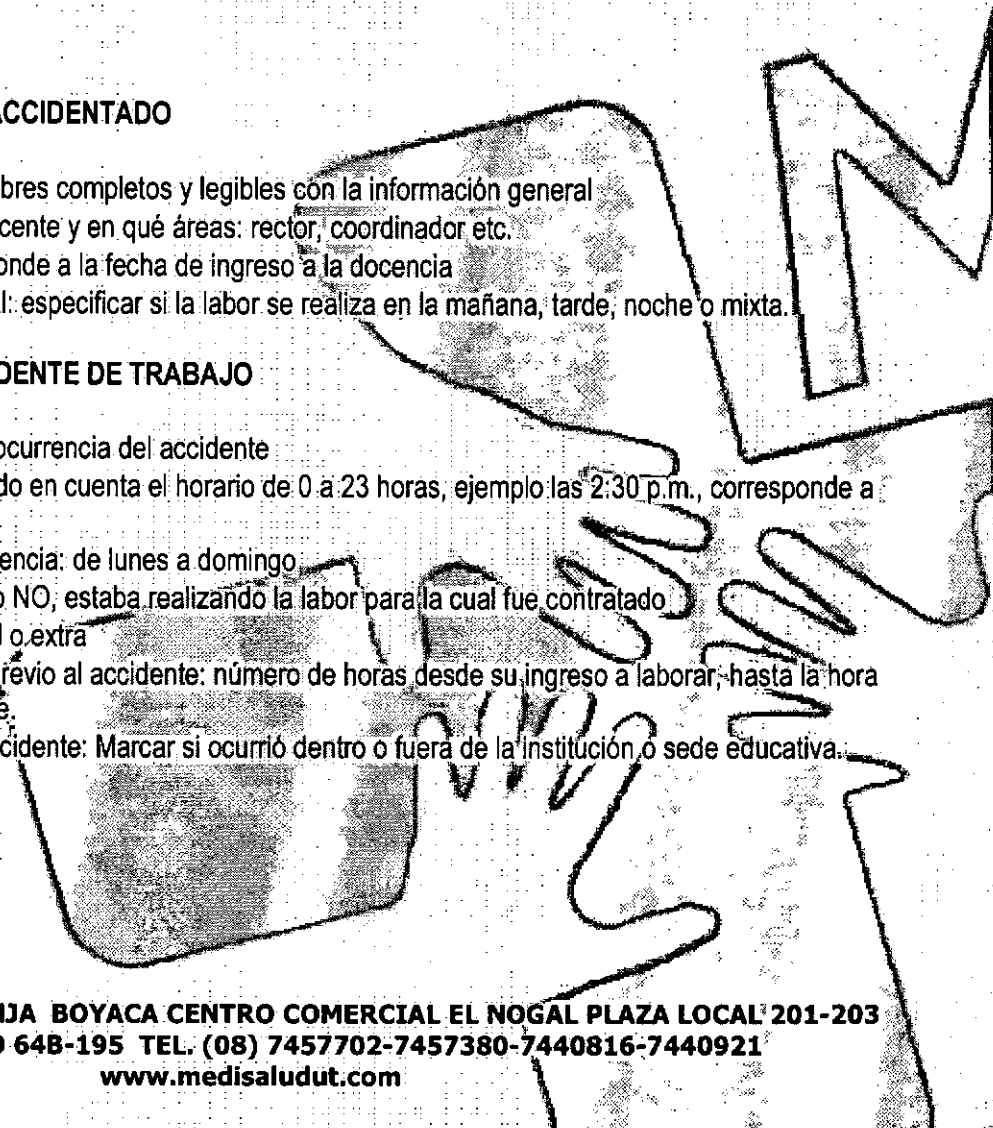 ACCIDENTADO
bres completos y legibles con la información general
cente y en qué áreas: rector, coordinador etc.
onde a la fecha de ingreso a la docencia
l: especificar si la labor se realiza en la mañana, tarde, noche o mixta.
DENTE DE TRABAJO
ocurrencia del accidente
do en cuenta el horario de 0 a 23 horas, ejemplo las 2:30 p.m., corresponde a
encia: de lunes a domingo
o NO, estaba realizando la labor para la cual fue contratado
l o extra
revio al accidente: número de horas desde su ingreso a laborar, hasta la hora
e.
cidente: Marcar si ocurrió dentro o fuera de la institución o sede educativa.
NJA BOYACA CENTRO COMERCIAL EL NOGAL PLAZA LOCAL 201-203
64B-195 TEL. (08) 7457702-7457380-7440816-7440921
www.medisaludut.com